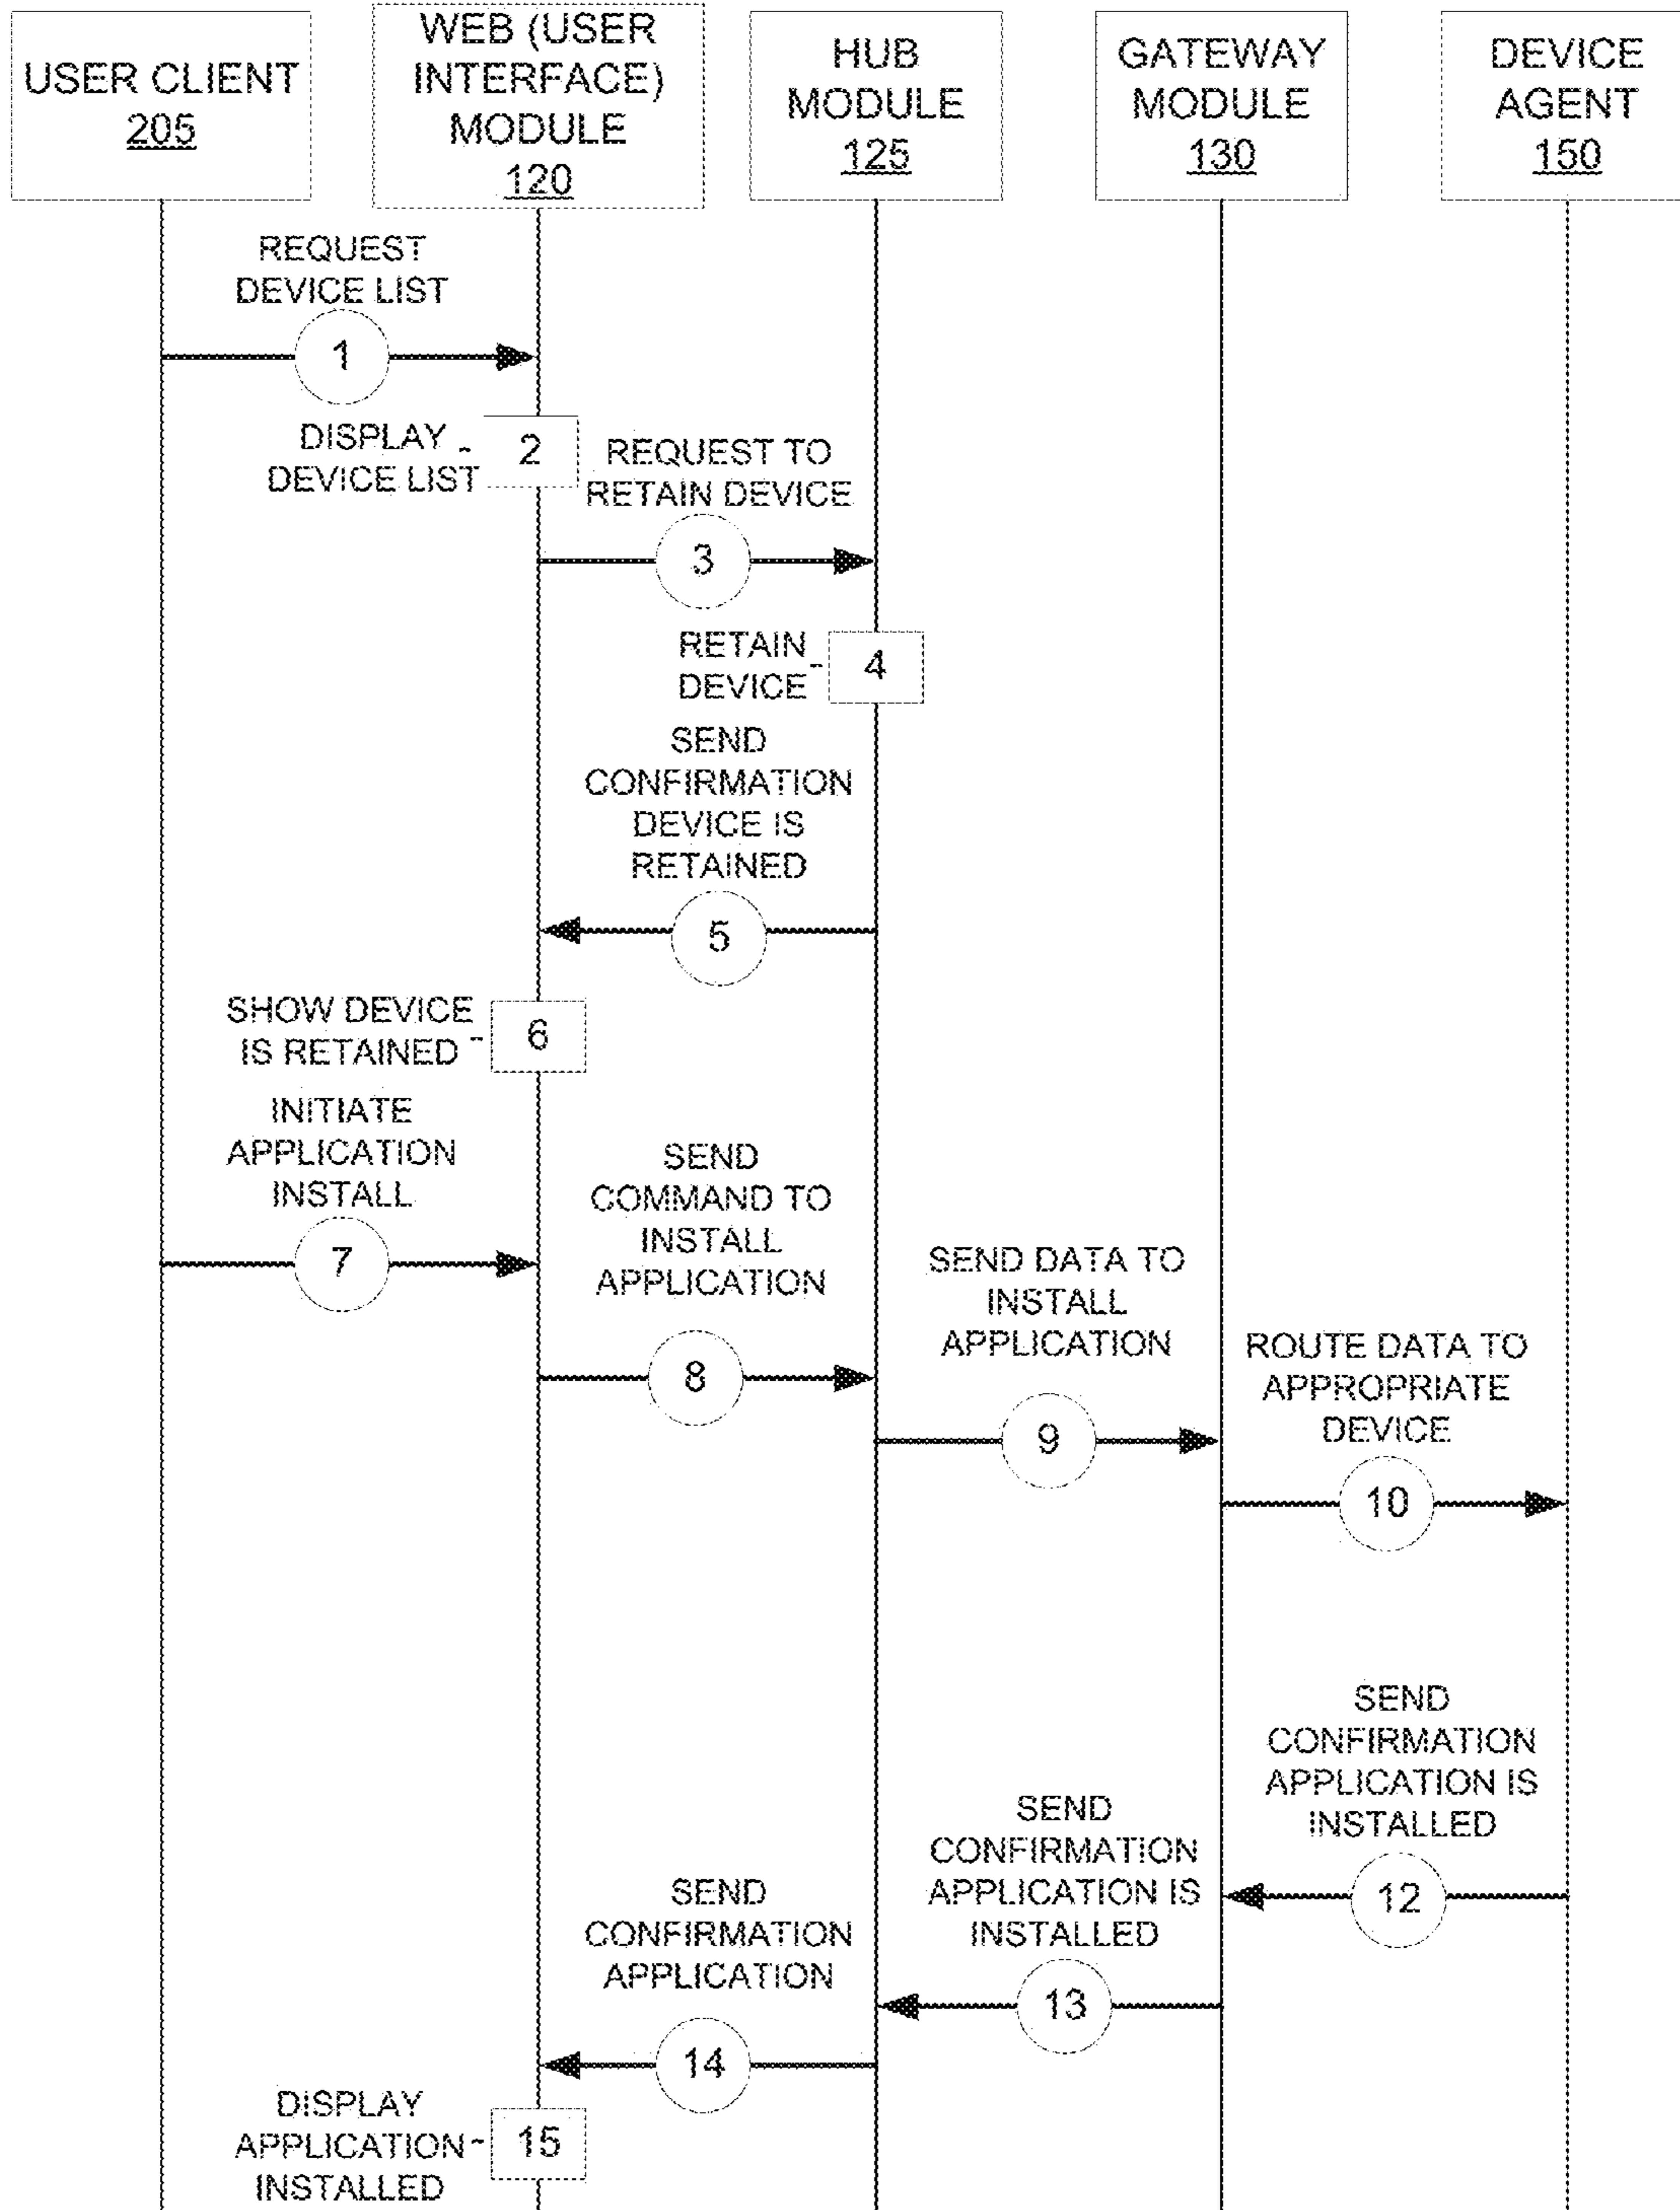 USER CLIENT
205
WEB (USER
INTERFACE)
MODULE
120
HUB
MODULE
125
GATEWAY
MODULE
130
DEVICE
AGENT
150
REQUEST
DEVICE LIST
1
DISPLAY
DEVICE LIST
2
REQUEST TO
RETAIN DEVICE
3
RETAIN
DEVICE
4
SEND
CONFIRMATION
DEVICE IS
RETAINED
5
SHOW DEVICE
IS RETAINED
6
INITIATE
APPLICATION
INSTALL
7
SEND
COMMAND TO
INSTALL
APPLICATION
8
SEND DATA TO
INSTALL
APPLICATION
9
ROUTE DATA TO
APPROPRIATE
DEVICE
10
SEND
CONFIRMATION
APPLICATION IS
INSTALLED
12
SEND
CONFIRMATION
APPLICATION IS
INSTALLED
13
SEND
CONFIRMATION
APPLICATION
14
DISPLAY
APPLICATION
INSTALLED
15